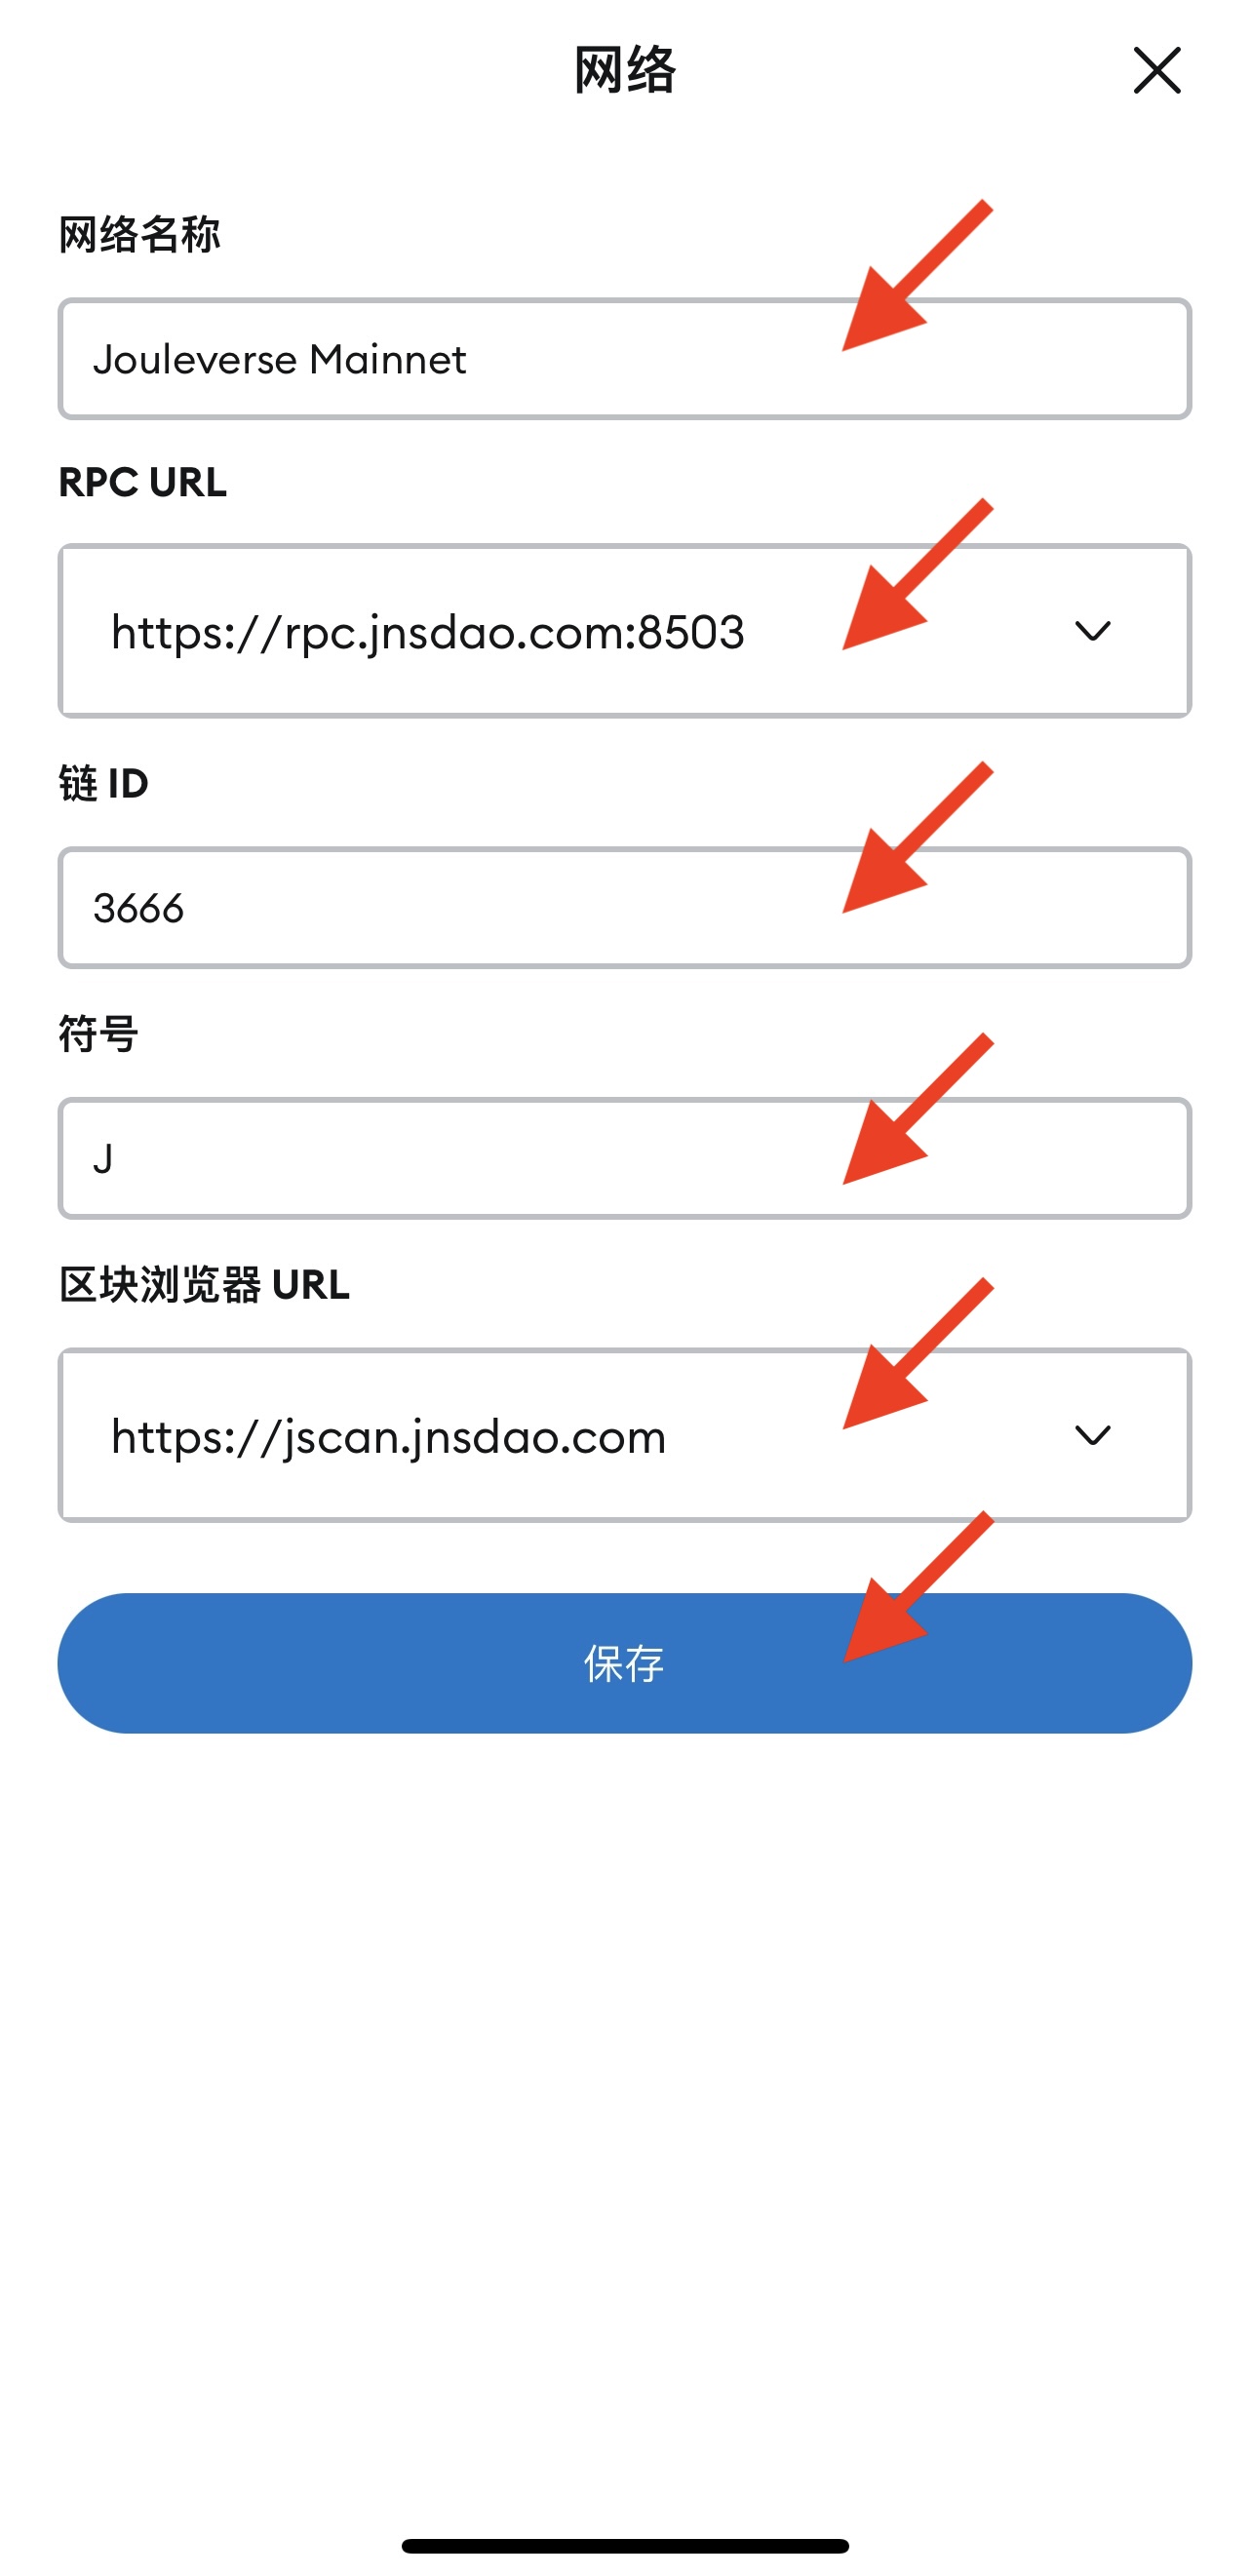 网络
网络名称
Jouleverse Mainnet
RPC URL
https://rpc.jnsdao.com:8503
链 ID
3666
符号
J
区块浏览器 URL
https://jscan.jnsdao.com
保存